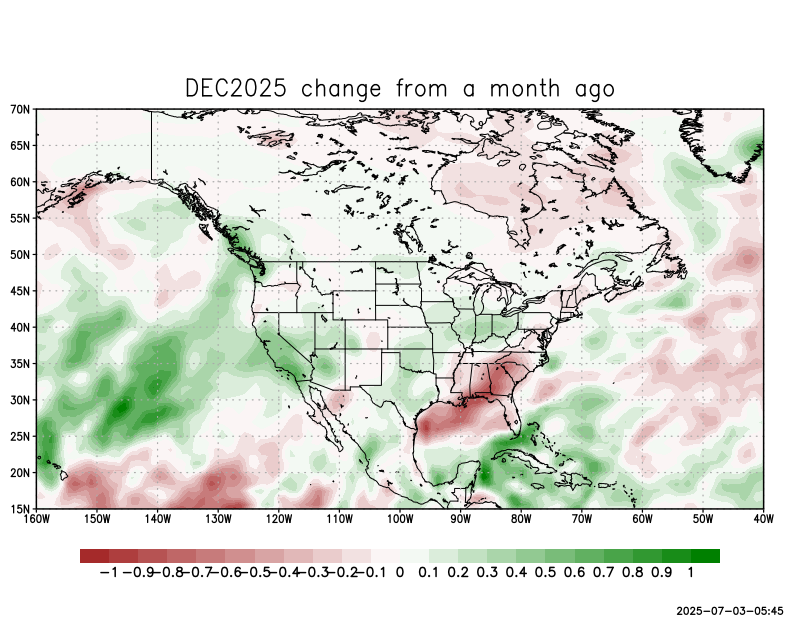 DEC2025 change from a month ago
70N
65N
60N
55N
50N
45N
40N
35N
30N
25N
20N
15N
160W 150W 140W 130W 120W 110W 100W 90W 80W 70W 60W 50W 40W
-1 -0.9 -0.8 -0.7 -0.6 -0.5 -0.4 -0.3 -0.2 -0.1 0 0.1 0.2 0.3 0.4 0.5 0.6 0.7 0.8 0.9 1
2025-07-03-05:45